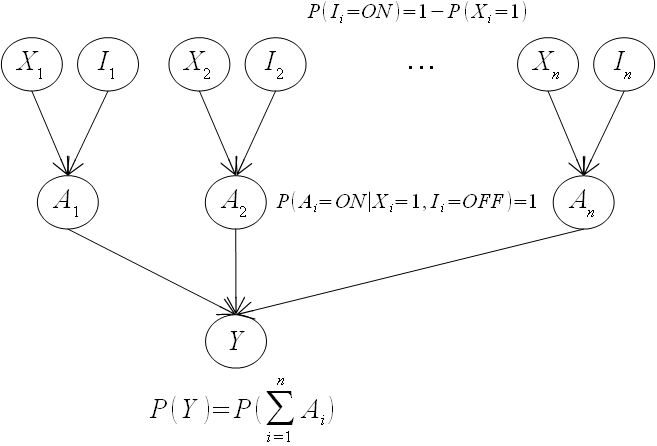 P(I_i=ON)=1−P(X_i=1)
X_1 I_1 X_2 I_2 ... X_n I_n
A_1 A_2 P(A_i=ON|X_i=1, I_i=OFF)=1 A_n
Y
P(Y)=P(∑_{i=1}^{n} A_i)